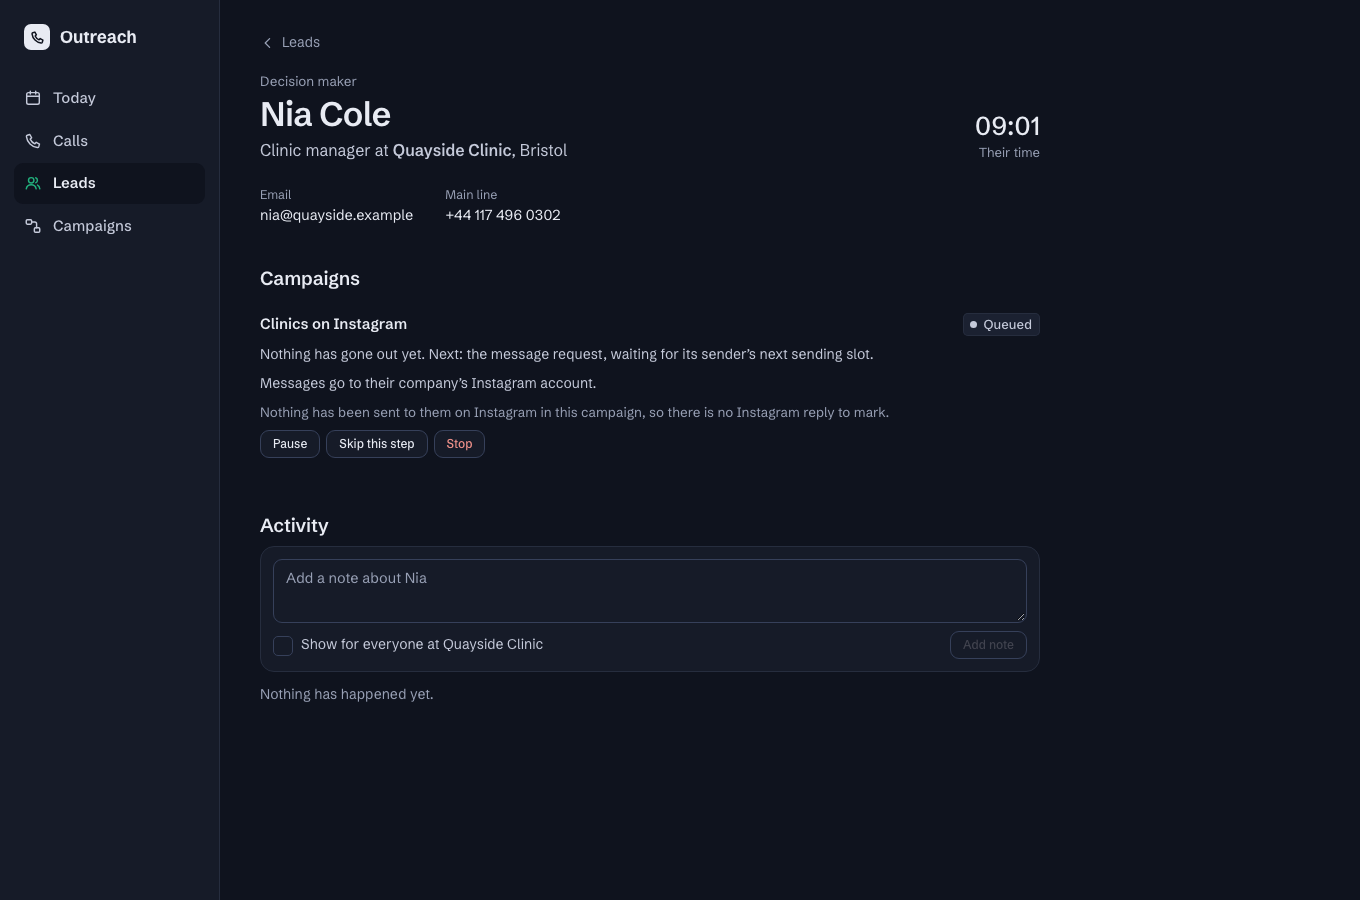 Outreach
Today
Calls
Leads
Campaigns
Leads
Decision maker
Nia Cole
Clinic manager at Quayside Clinic, Bristol
09:01
Their time
Email
nia@quayside.example
Main line
+44 117 496 0302
Campaigns
Clinics on Instagram
Queued
Nothing has gone out yet. Next: the message request, waiting for its sender’s next sending slot.
Messages go to their company’s Instagram account.
Nothing has been sent to them on Instagram in this campaign, so there is no Instagram reply to mark.
Pause
Skip this step
Stop
Activity
Add a note about Nia
Show for everyone at Quayside Clinic
Add note
Nothing has happened yet.